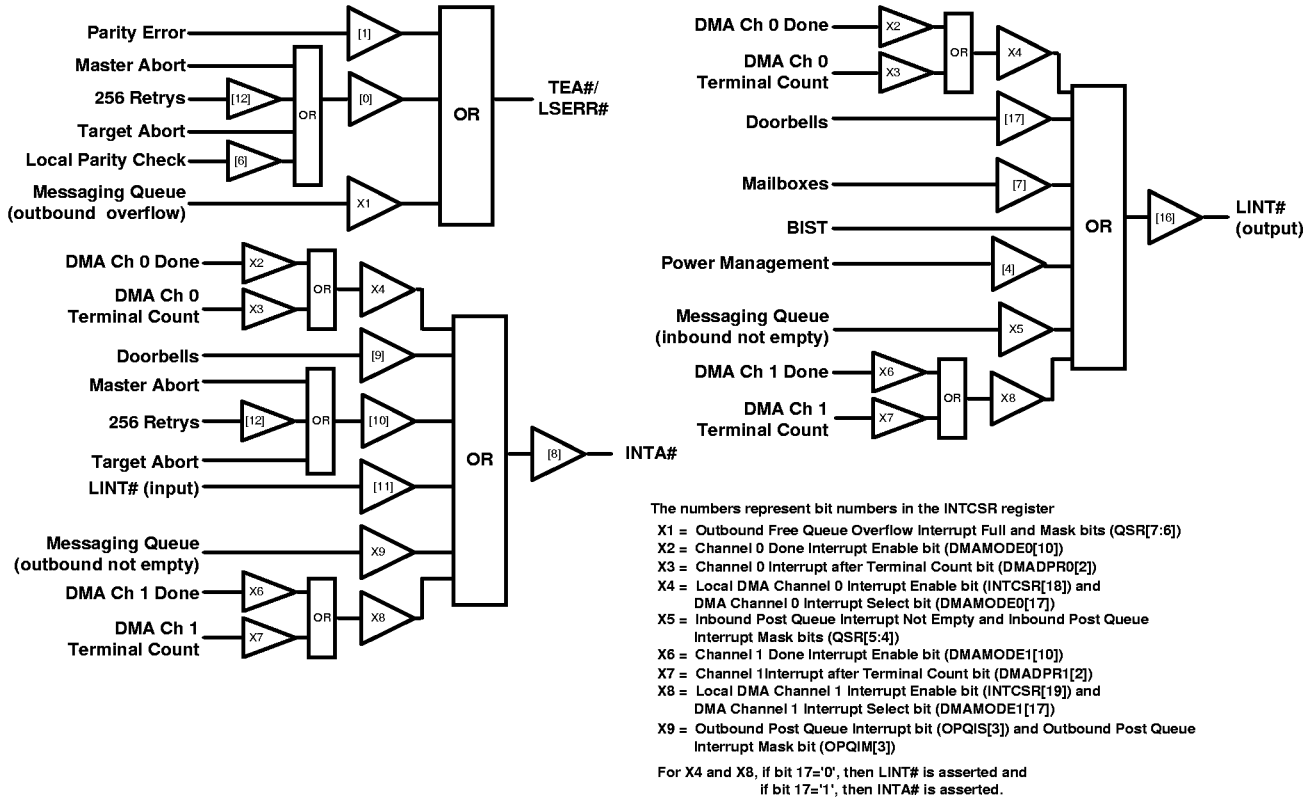 Parity Error
[1]
Master Abort
256 Retrys
[12]
OR
[0]
Target Abort
Local Parity Check
[6]
Messaging Queue
(outbound overflow)
X1
OR
TEA#/
LSERR#
DMA Ch 0 Done
X2
DMA Ch 0
Terminal Count
X3
OR
X4
Doorbells
[9]
Master Abort
256 Retrys
[12]
OR
[10]
Target Abort
LINT# (input)
[11]
Messaging Queue
(outbound not empty)
X9
DMA Ch 1 Done
X6
DMA Ch 1
Terminal Count
X7
OR
X8
OR
[8]
INTA#
DMA Ch 0 Done
X2
DMA Ch 0
Terminal Count
X3
OR
X4
Doorbells
[17]
Mailboxes
[7]
BIST
Power Management
[4]
Messaging Queue
(inbound not empty)
X5
DMA Ch 1 Done
X6
DMA Ch 1
Terminal Count
X7
OR
X8
OR
[16]
LINT#
(output)
The numbers represent bit numbers in the INTCSR register
X1 = Outbound Free Queue Overflow Interrupt Full and Mask bits (QSR[7:6])
X2 = Channel 0 Done Interrupt Enable bit (DMAMODE0[10])
X3 = Channel 0 Interrupt after Terminal Count bit (DMADPR0[2])
X4 = Local DMA Channel 0 Interrupt Enable bit (INTCSR[18]) and
DMA Channel 0 Interrupt Select bit (DMAMODE0[17])
X5 = Inbound Post Queue Interrupt Not Empty and Inbound Post Queue
Interrupt Mask bits (QSR[5:4])
X6 = Channel 1 Done Interrupt Enable bit (DMAMODE1[10])
X7 = Channel 1Interrupt after Terminal Count bit (DMADPR1[2])
X8 = Local DMA Channel 1 Interrupt Enable bit (INTCSR[19]) and
DMA Channel 1 Interrupt Select bit (DMAMODE1[17])
X9 = Outbound Post Queue Interrupt bit (OPQIS[3]) and Outbound Post Queue
Interrupt Mask bit (OPQIM[3])
For X4 and X8, if bit 17='0', then LINT# is asserted and
if bit 17='1', then INTA# is asserted.